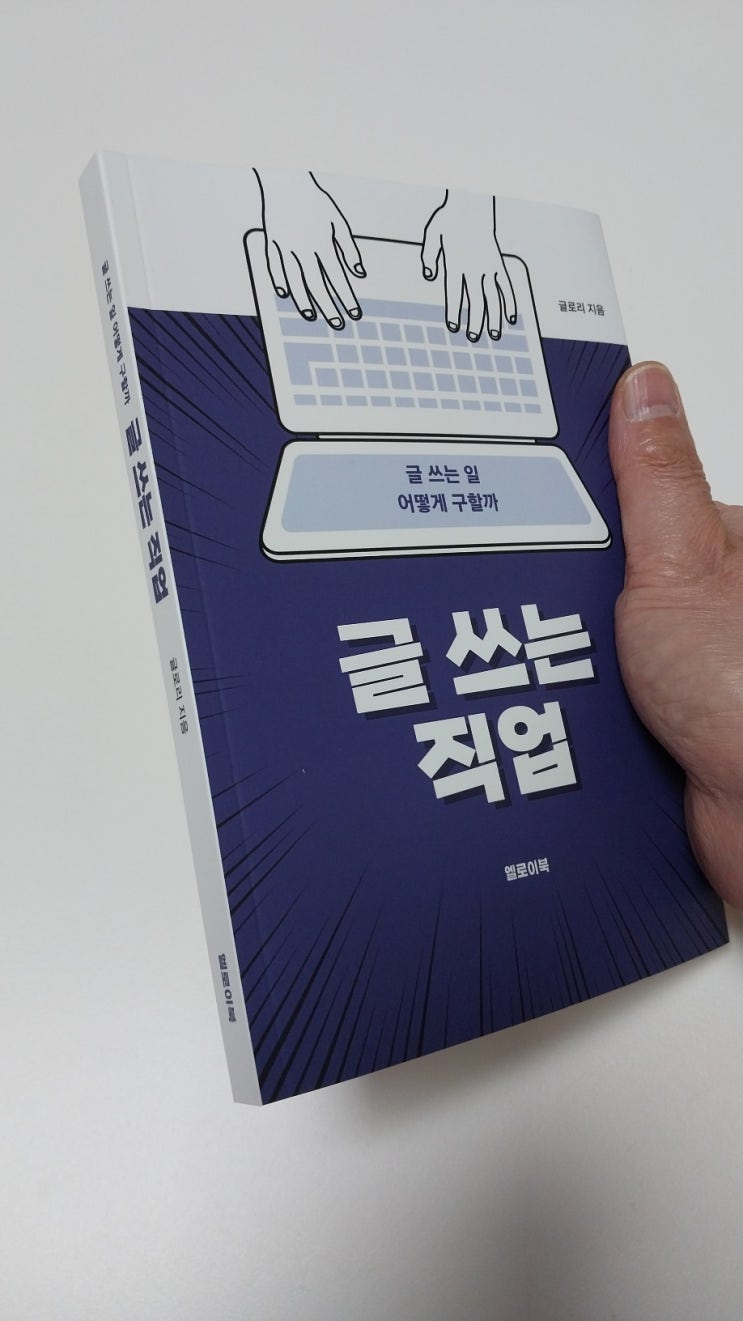 글로리 지음
글 쓰는 일
어떻게 구할까
글 쓰는
직업
엘로이북
글 쓰는 일 어떻게 구할까
글 쓰는 직업
글로리 지음
엘로이북